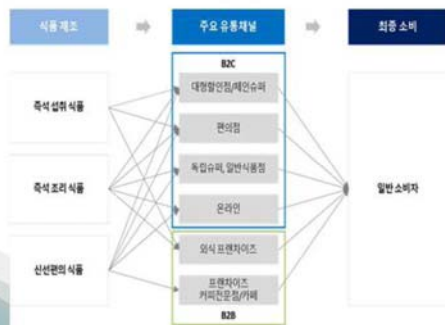 식품 제조
주요 유통채널
최종 소비
B2C
대형할인점/체인슈퍼
즉석 섭취 식품
편의점
즉석 조리 식품
독립슈퍼, 일반식품점
일반 소비자
온라인
외식 프랜차이즈
신선편의 식품
프랜차이즈
커피전문점/카페
B2B